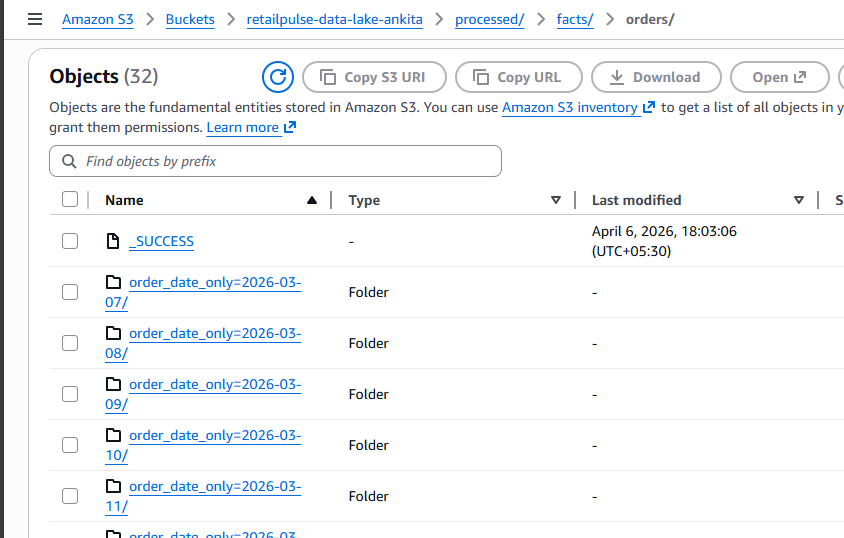 Amazon S3 > Buckets > retailpulse-data-lake-ankita > processed/ > facts/ > orders/
Objects (32)
Copy S3 URI
Copy URL
Download
Open
Objects are the fundamental entities stored in Amazon S3. You can use Amazon S3 inventory to get a list of all objects in y
grant them permissions. Learn more
Find objects by prefix
Name Type Last modified S
_SUCCESS - April 6, 2026, 18:03:06
(UTC+05:30)
order_date_only=2026-03-
07/ Folder -
order_date_only=2026-03-
08/ Folder -
order_date_only=2026-03-
09/ Folder -
order_date_only=2026-03-
10/ Folder -
order_date_only=2026-03-
11/ Folder -
order_date_only=2026-03-